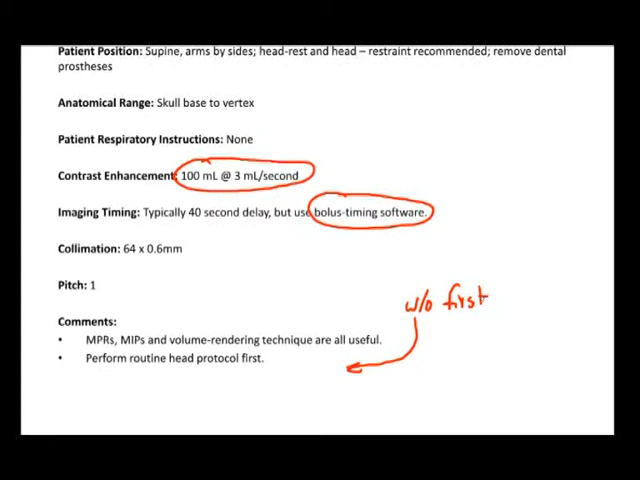 Patient Position: Supine, arms by sides; head-rest and head – restraint recommended; remove dental
prostheses
Anatomical Range: Skull base to vertex
Patient Respiratory Instructions: None
Contrast Enhancement: 100 mL @ 3 mL/second
Imaging Timing: Typically 40 second delay, but use bolus-timing software.
Collimation: 64 x 0.6mm
Pitch: 1
w/o first
Comments:
• MPRs, MIPs and volume-rendering technique are all useful.
• Perform routine head protocol first.